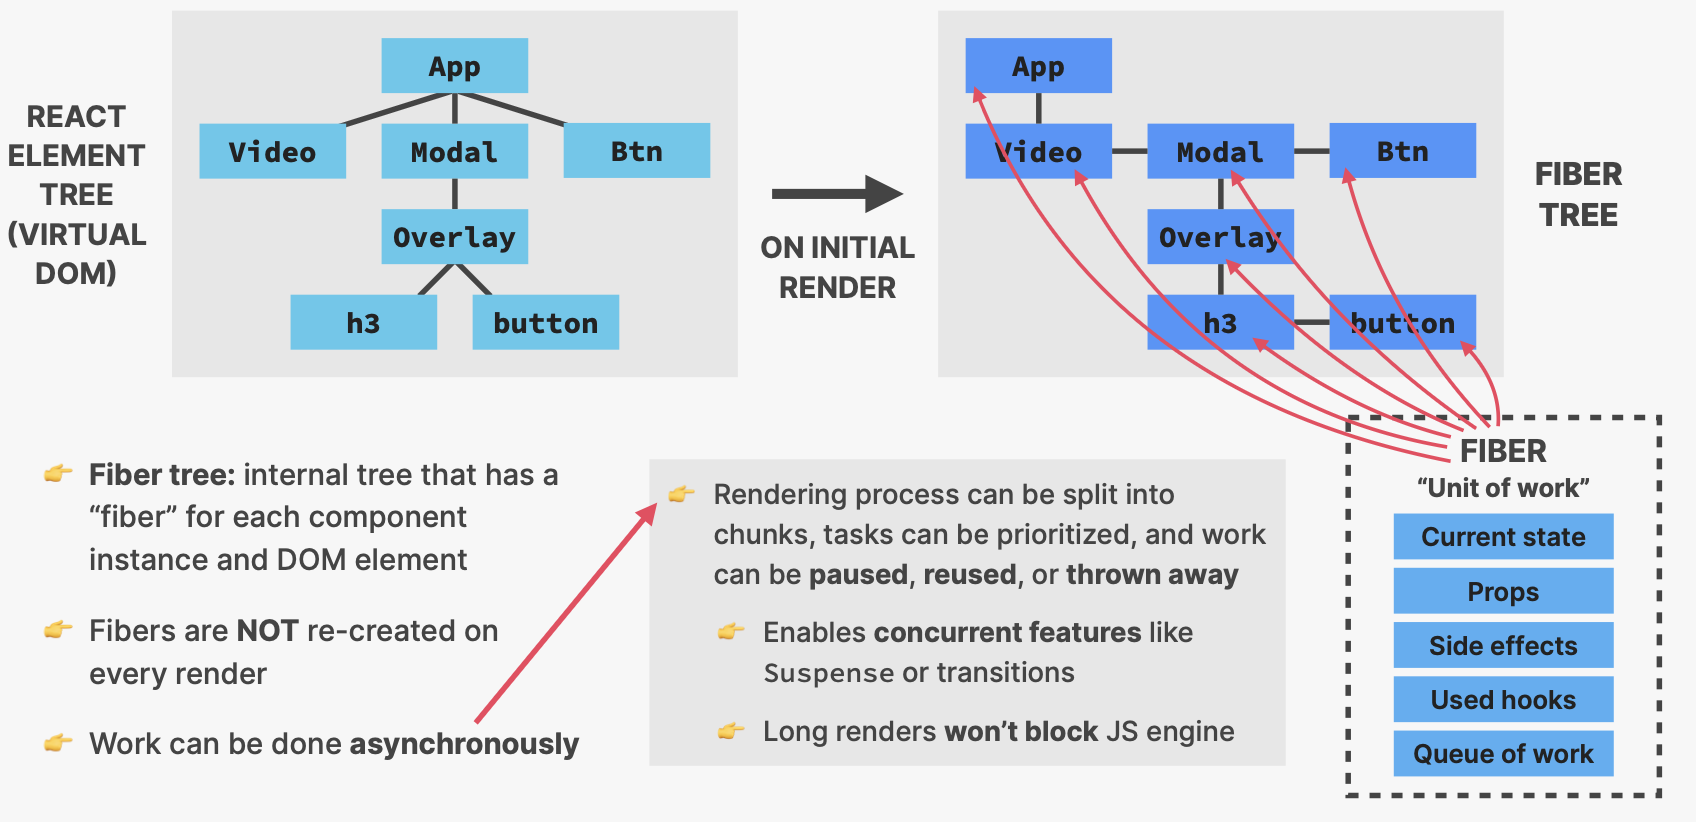 REACT
ELEMENT
TREE
(VIRTUAL
DOM)
App
Video
Modal
Btn
Overlay
h3
button
ON INITIAL
RENDER
App
Video
Modal
Btn
Overlay
h3
button
FIBER
TREE
👉 Fiber tree: internal tree that has a
“fiber” for each component
instance and DOM element
👉 Fibers are NOT re-created on
every render
👉 Work can be done asynchronously
👉 Rendering process can be split into
chunks, tasks can be prioritized, and work
can be paused, reused, or thrown away
👉 Enables concurrent features like
Suspense or transitions
👉 Long renders won’t block JS engine
FIBER
“Unit of work”
Current state
Props
Side effects
Used hooks
Queue of work